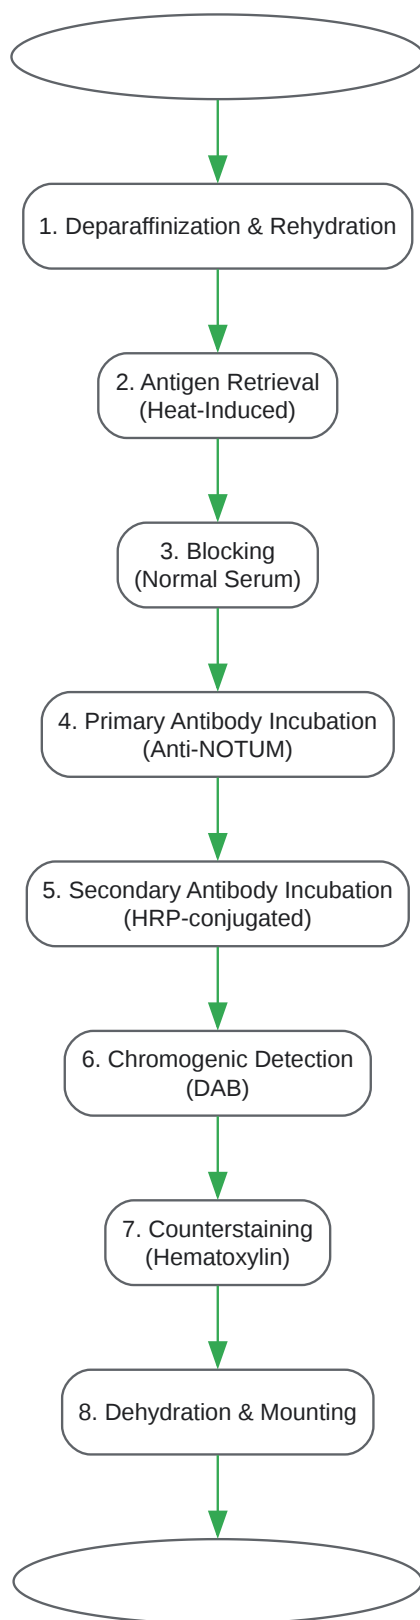 1. Deparaffinization & Rehydration
2. Antigen Retrieval
(Heat-Induced)
3. Blocking
(Normal Serum)
4. Primary Antibody Incubation
(Anti-NOTUM)
5. Secondary Antibody Incubation
(HRP-conjugated)
6. Chromogenic Detection
(DAB)
7. Counterstaining
(Hematoxylin)
8. Dehydration & Mounting